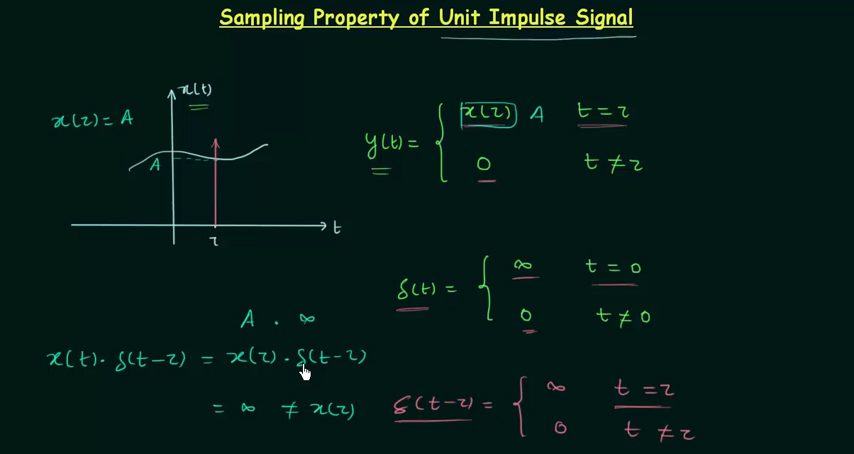 Sampling Property of Unit Impulse Signal
x(t)
x(τ) = A
A
t
τ
y(t) = { x(τ) A t = τ
0 t ≠ τ
δ(t) = { ∞ t = 0
0 t ≠ 0
A . ∞
x(t) . δ(t-τ) = x(τ) . δ(t-τ)
= ∞ ≠ x(τ)
δ(t-τ) = { ∞ t = τ
0 t ≠ τ